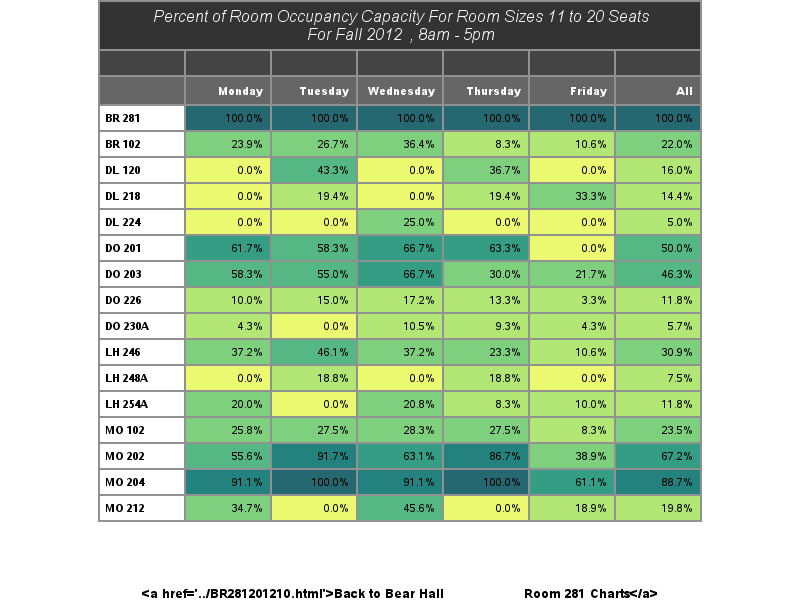 Percent of Room Occupancy Capacity For Room Sizes 11 to 20 Seats
For Fall 2012 , 8am - 5pm
Monday Tuesday Wednesday Thursday Friday All
BR 281 100.0% 100.0% 100.0% 100.0% 100.0% 100.0%
BR 102 23.9% 26.7% 36.4% 8.3% 10.6% 22.0%
DL 120 0.0% 43.3% 0.0% 36.7% 0.0% 16.0%
DL 218 0.0% 19.4% 0.0% 19.4% 33.3% 14.4%
DL 224 0.0% 0.0% 25.0% 0.0% 0.0% 5.0%
DO 201 61.7% 58.3% 66.7% 63.3% 0.0% 50.0%
DO 203 58.3% 55.0% 66.7% 30.0% 21.7% 46.3%
DO 226 10.0% 15.0% 17.2% 13.3% 3.3% 11.8%
DO 230A 4.3% 0.0% 10.5% 9.3% 4.3% 5.7%
LH 246 37.2% 46.1% 37.2% 23.3% 10.6% 30.9%
LH 248A 0.0% 18.8% 0.0% 18.8% 0.0% 7.5%
LH 254A 20.0% 0.0% 20.8% 8.3% 10.0% 11.8%
MO 102 25.8% 27.5% 28.3% 27.5% 8.3% 23.5%
MO 202 55.6% 91.7% 63.1% 86.7% 38.9% 67.2%
MO 204 91.1% 100.0% 91.1% 100.0% 61.1% 88.7%
MO 212 34.7% 0.0% 45.6% 0.0% 18.9% 19.8%
<a href='../BR281201210.html'>Back to Bear Hall Room 281 Charts</a>